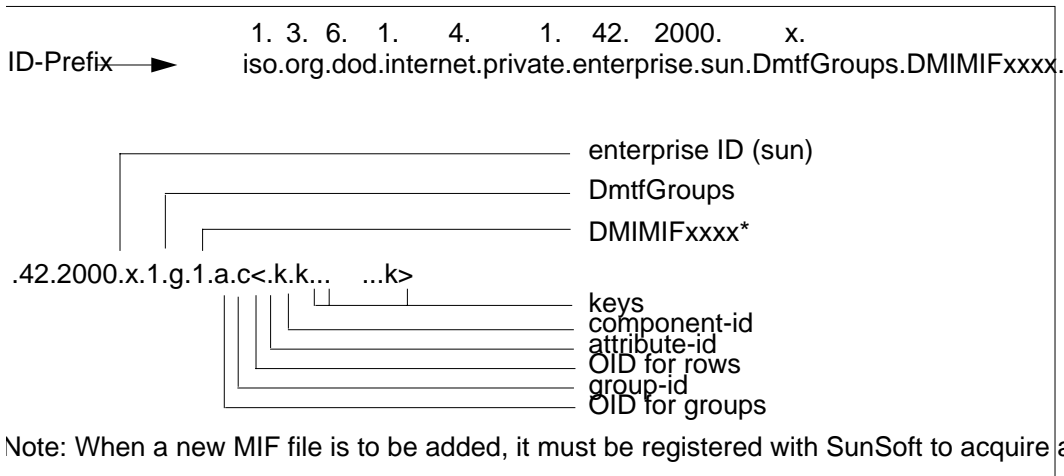 1. 3. 6. 1. 4. 1. 42. 2000. x.
ID-Prefix iso.org.dod.internet.private.enterprise.sun.DmtfGroups.DMIMIFxxxx.
enterprise ID (sun)
DmtfGroups
DMIMIFxxxx*
.42.2000.x.1.g.1.a.c<.k.k... ...k>
keys
component-id
attribute-id
OID for rows
group-id
OID for groups
Note: When a new MIF file is to be added, it must be registered with SunSoft to acquire a